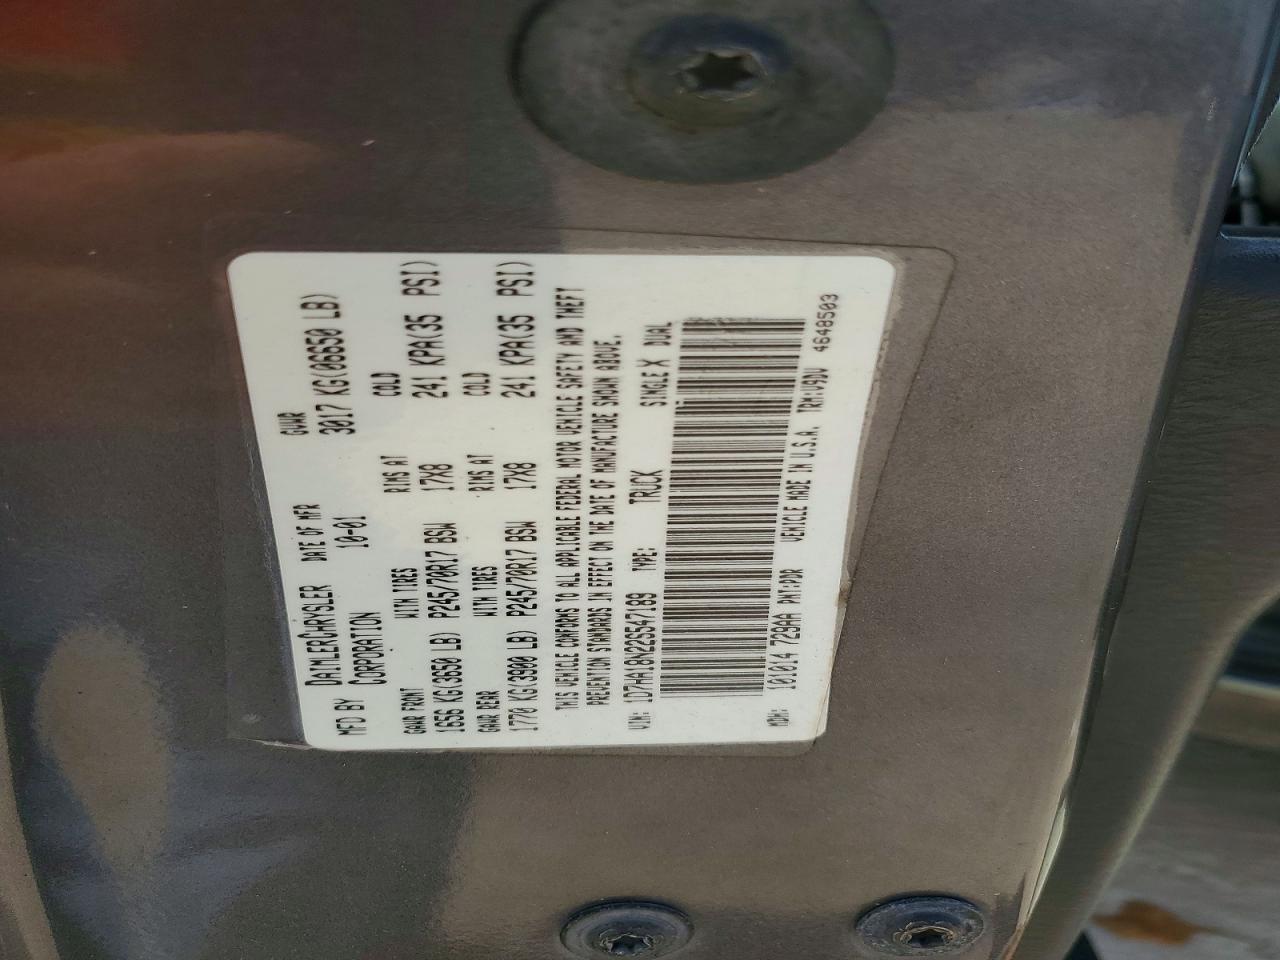 MFD BY DAIMLERCHRYSLER CORPORATION DATE OF MFR 10-01 GVWR 3017 KG(06650 LB)
GAWR FRONT WITH TIRES RIMS AT COLD
1656 KG(3650 LB) P245/70R17 BSW 17X8 241 KPA(35 PSI)
GAWR REAR WITH TIRES RIMS AT COLD
1770 KG(3900 LB) P245/70R17 BSW 17X8 241 KPA(35 PSI)
THIS VEHICLE CONFORMS TO ALL APPLICABLE FEDERAL MOTOR VEHICLE SAFETY AND THEFT
PREVENTION STANDARDS IN EFFECT ON THE DATE OF MANUFACTURE SHOWN ABOVE.
VIN: 1D7HA18N22S547189 TYPE: TRUCK SINGLE X DUAL
MDH: 101014 729AA PNT:PDR VEHICLE MADE IN U.S.A. TRM:V9DV 4648503